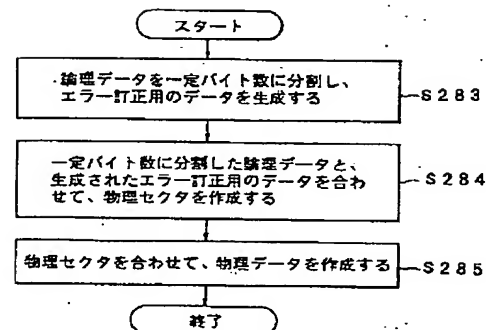 スタート
論理データを一定バイト数に分割し、
エラー訂正用のデータを生成する
S283
一定バイト数に分割した論理データと、
生成されたエラー訂正用のデータを合わ
せて、物理セクタを作成する
S284
物理セクタを合わせて、物理データを作成する
S285
終了